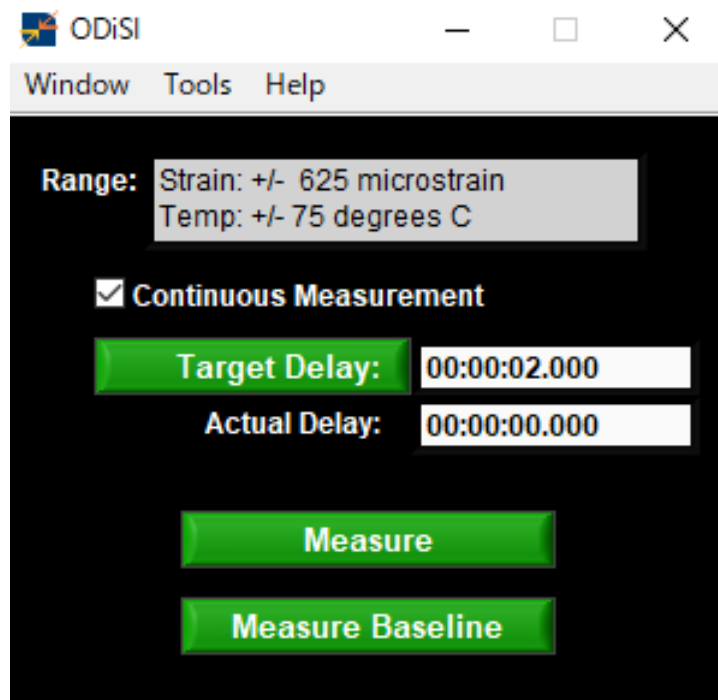 ODiSI
Window Tools Help
Range: Strain: +/- 625 microstrain
Temp: +/- 75 degrees C
Continuous Measurement
Target Delay: 00:00:02.000
Actual Delay: 00:00:00.000
Measure
Measure Baseline